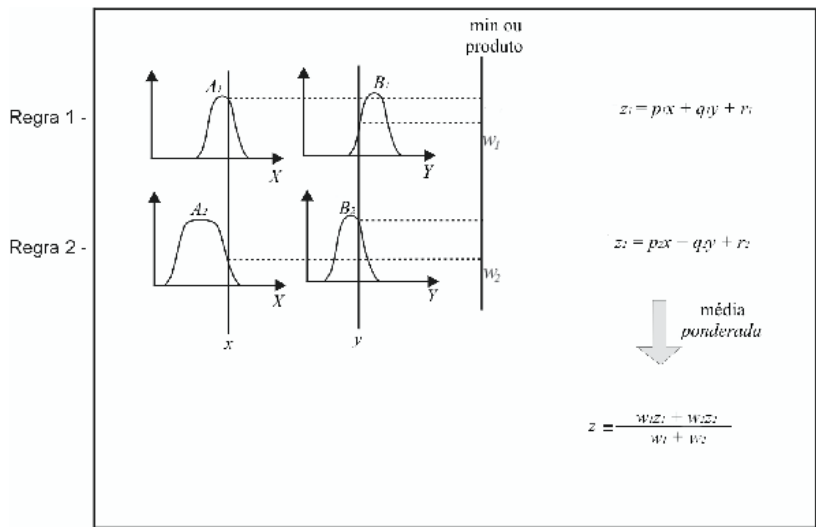 min ou
produto
A₁
B₁
Regra 1 -
z₁ = p₁x + q₁y + r₁
w₁
X
Y
A₂
B₂
Regra 2 -
z₂ = p₂x − q₂y + r₂
w₂
X
Y
média
ponderada
x
y
z = w₁z₁ + w₂z₂
w₁ + w₂